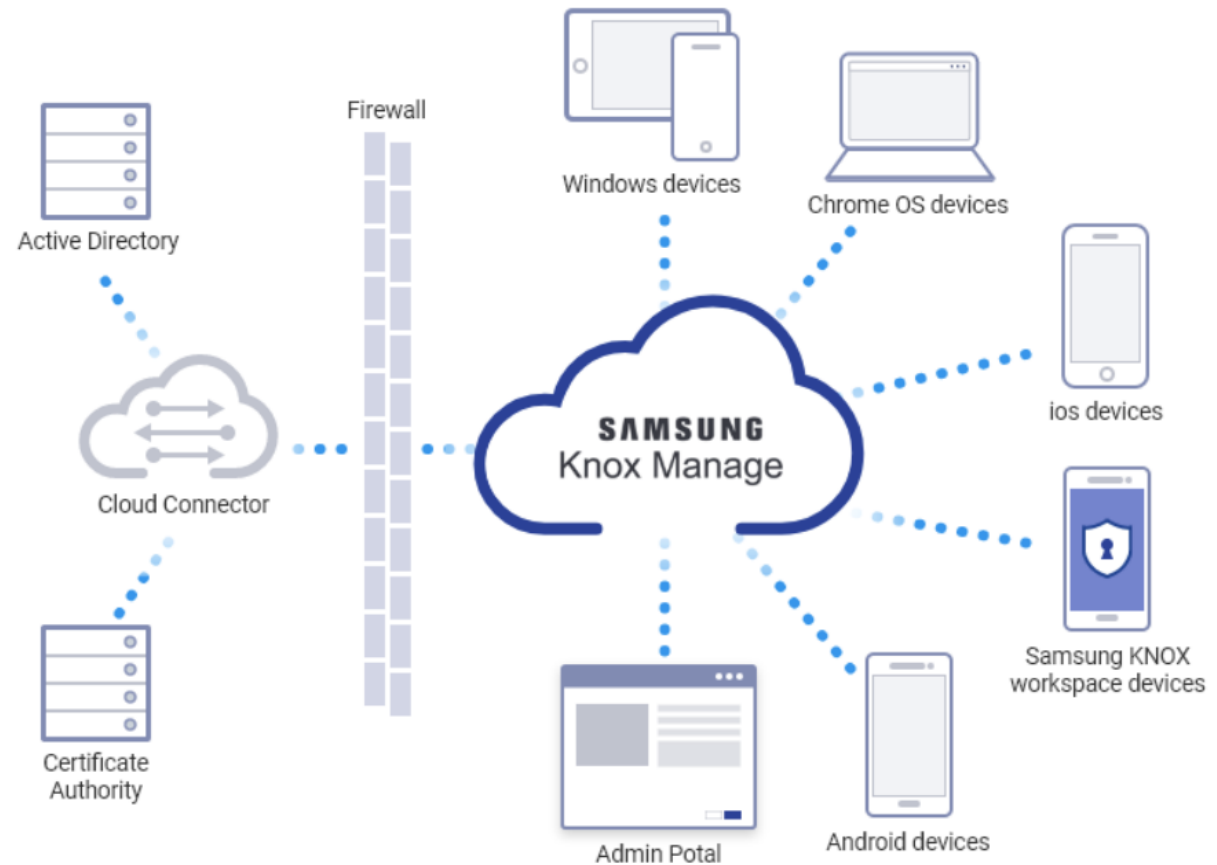 Firewall
Active Directory
Cloud Connector
Certificate
Authority
Windows devices
Chrome OS devices
ios devices
SAMSUNG
Knox Manage
Samsung KNOX
workspace devices
Android devices
Admin Potal